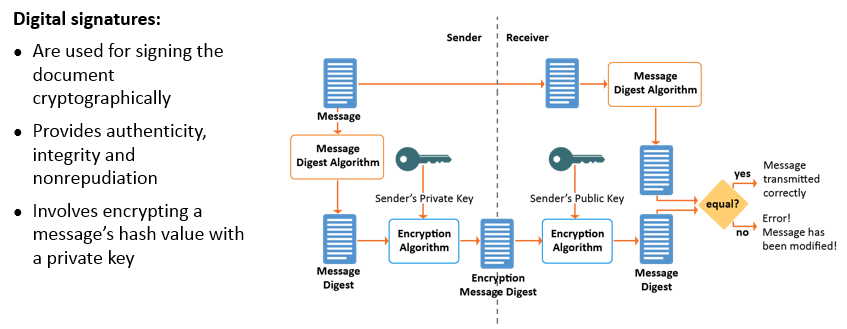 Digital signatures:
• Are used for signing the
document
cryptographically
• Provides authenticity,
integrity and
nonrepudiation
• Involves encrypting a
message's hash value with
a private key
Sender
Receiver
Message
Message
Digest Algorithm
Message
Digest Algorithm
Sender's Private Key
Sender's Public Key
Message
Digest
Encryption
Algorithm
Encryption
Message Digest
Encryption
Algorithm
Message
Digest
equal?
yes
Message
transmitted
correctly
no
Error!
Message has
been modified!